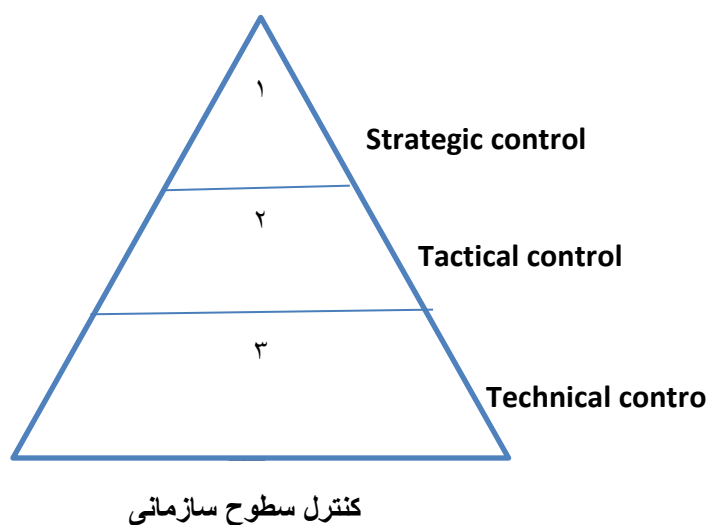 ۱
Strategic control
۲
Tactical control
۳
Technical contro
کنترل سطوح سازمانی